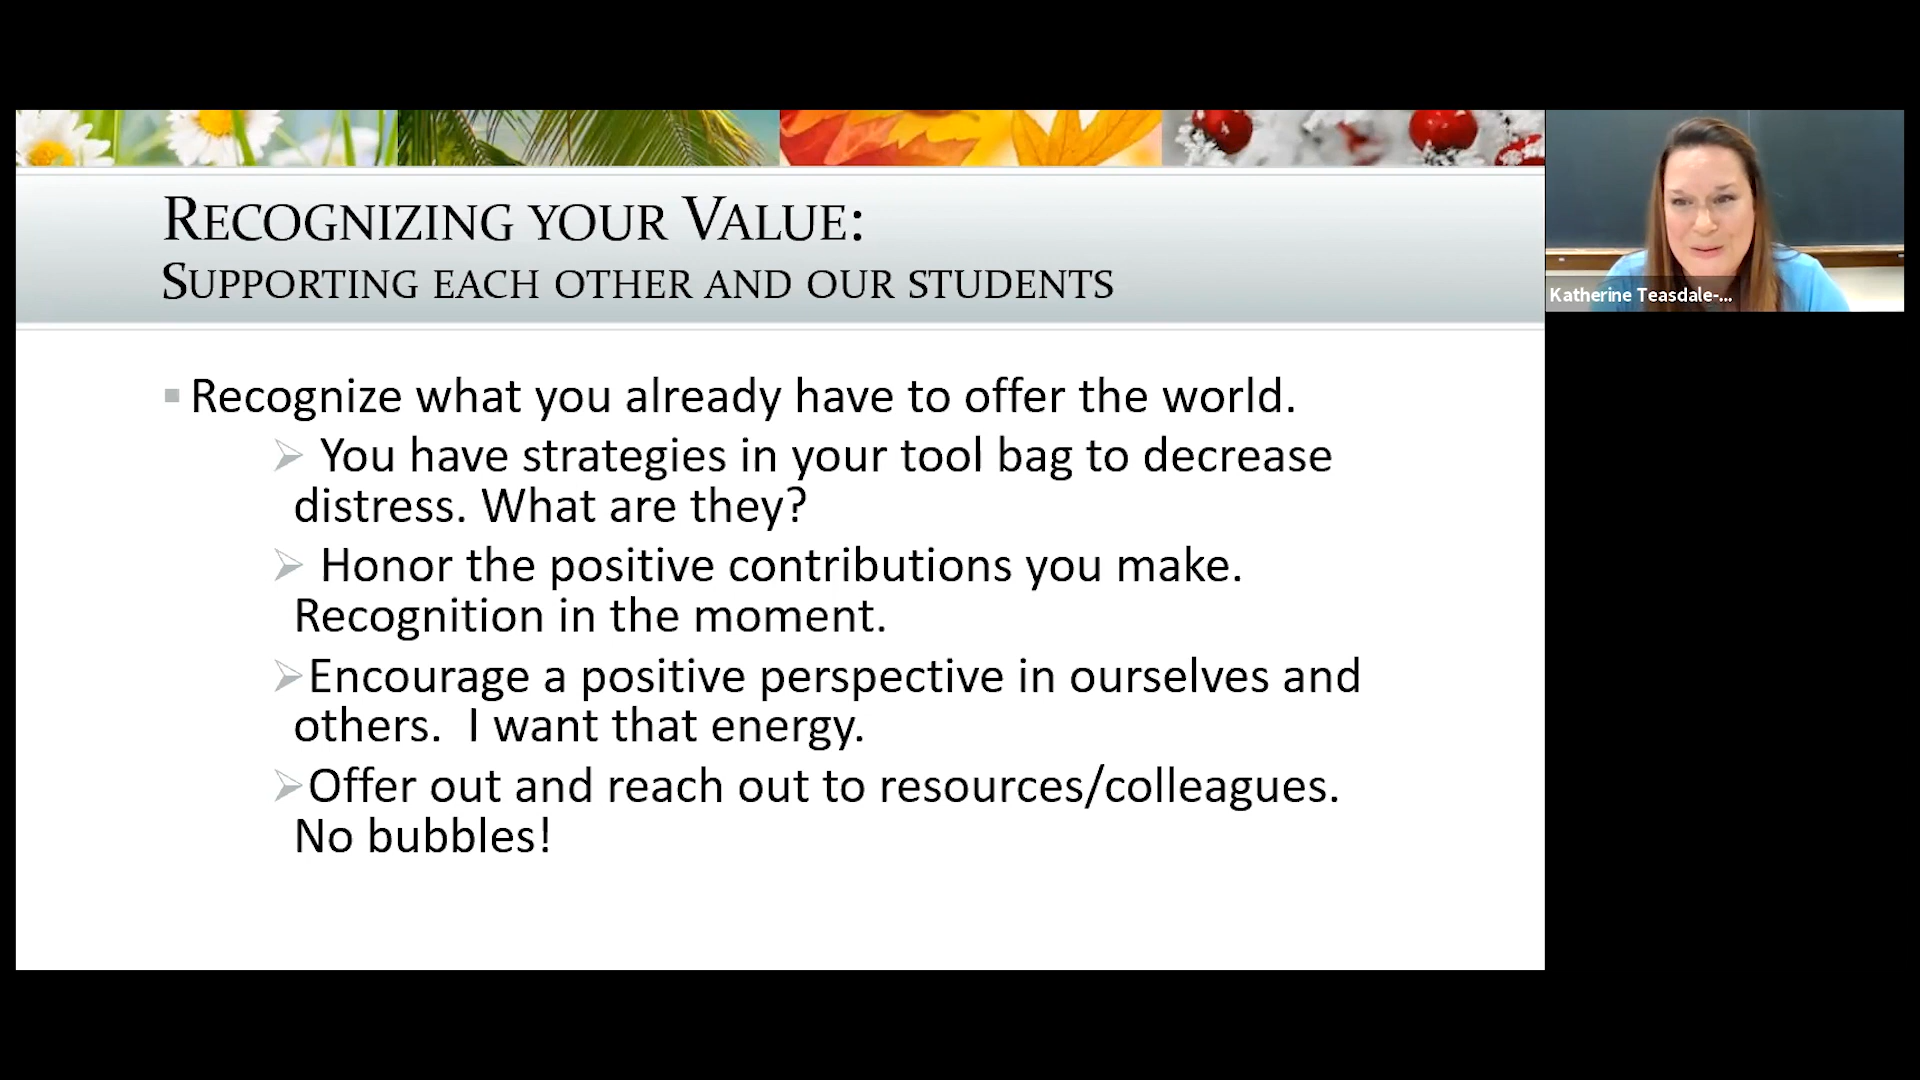 RECOGNIZING YOUR VALUE:
SUPPORTING EACH OTHER AND OUR STUDENTS
Recognize what you already have to offer the world.
You have strategies in your tool bag to decrease
distress. What are they?
Honor the positive contributions you make.
Recognition in the moment.
Encourage a positive perspective in ourselves and
others.  I want that energy.
Offer out and reach out to resources/colleagues.
No bubbles!
Katherine Teasdale-...